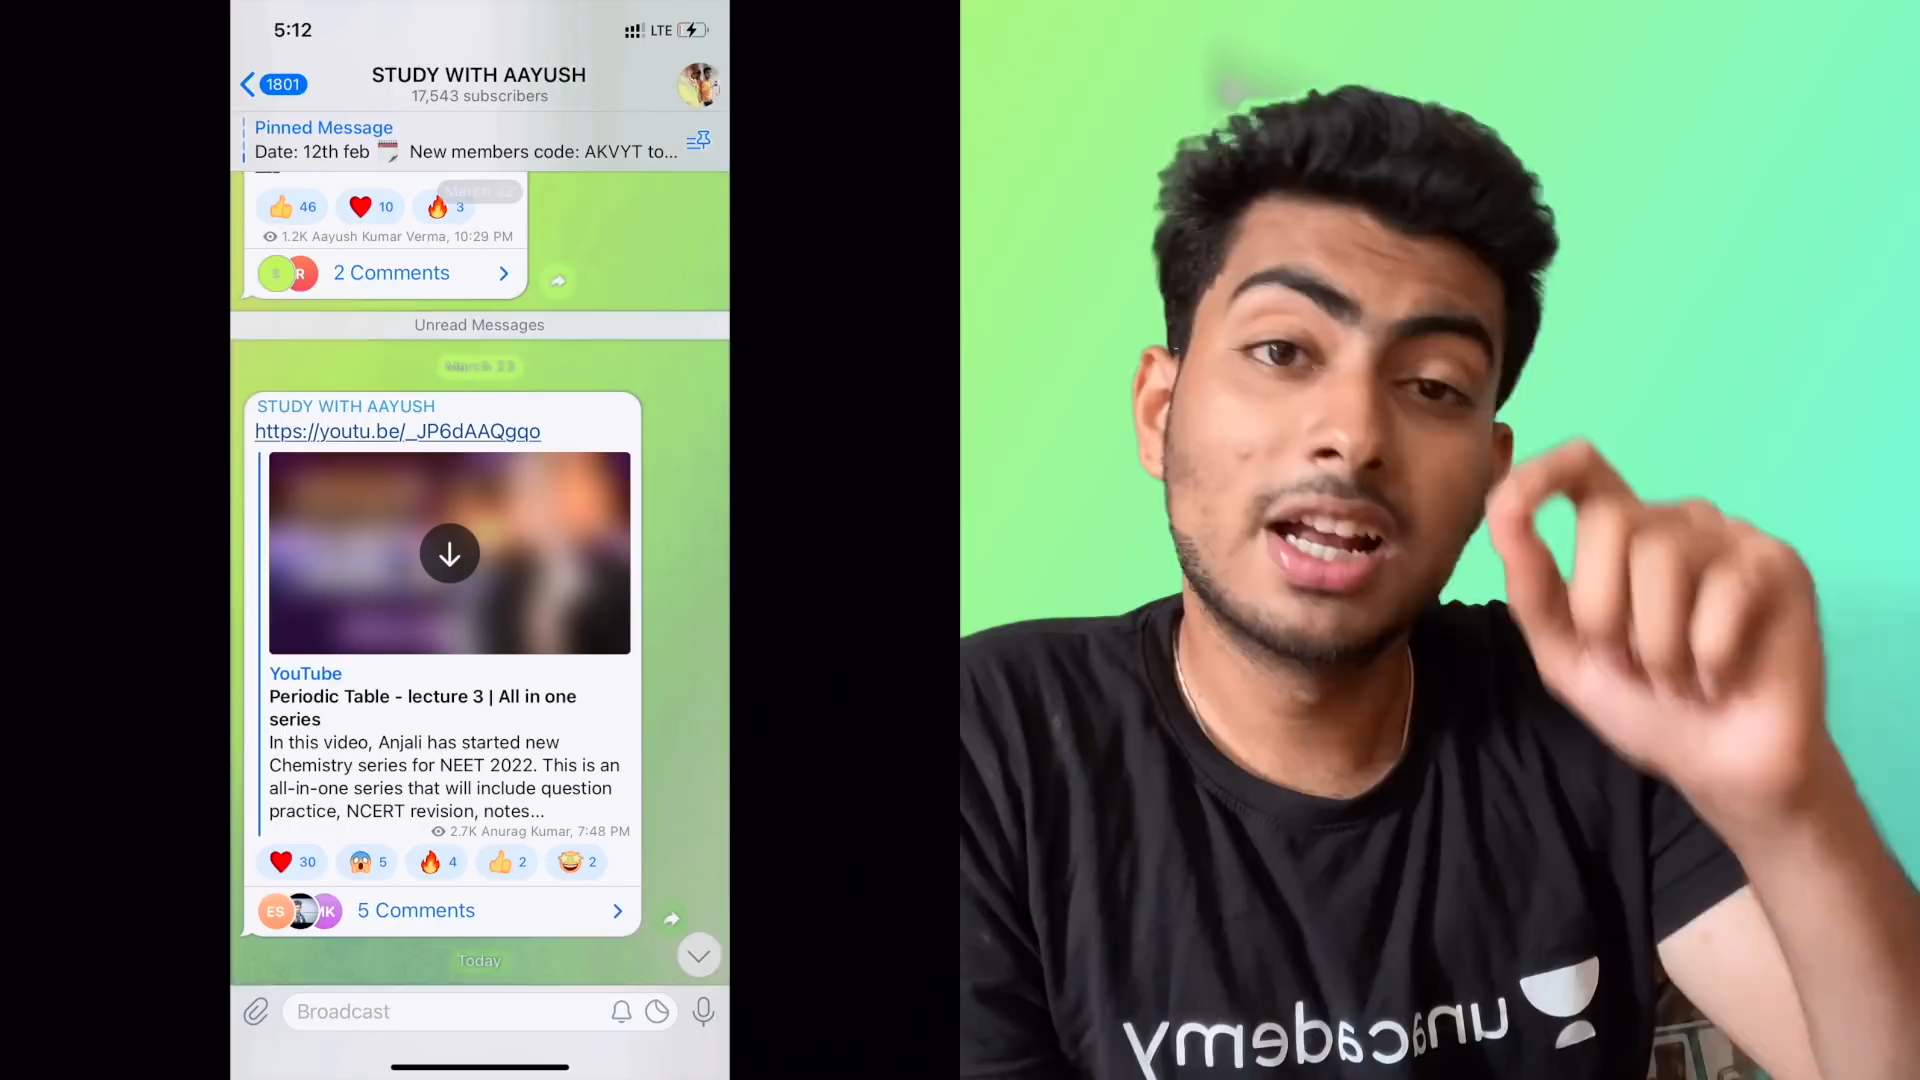 5:12
LTE
1801
STUDY WITH AAYUSH
17,543 subscribers
Pinned Message
Date: 12th feb 🗓 New members code: AKVYT to...
March 22
👍 46 ❤️ 10 🔥 3
1.2K Aayush Kumar Verma, 10:29 PM
S R 2 Comments
Unread Messages
March 23
STUDY WITH AAYUSH
https://youtu.be/_JP6dAAQgqo
YouTube
Periodic Table - lecture 3 | All in one
series
In this video, Anjali has started new
Chemistry series for NEET 2022. This is an
all-in-one series that will include question
practice, NCERT revision, notes...
2.7K Anurag Kumar, 7:48 PM
❤️ 30 😱 5 🔥 4 👍 2 🤩 2
ES MK 5 Comments
Today
Broadcast
unacademy